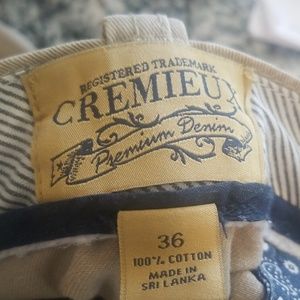 REGISTERED TRADEMARK
CREMIEUX
Premium Denim
36
100% COTTON
MADE IN
SRI LANKA